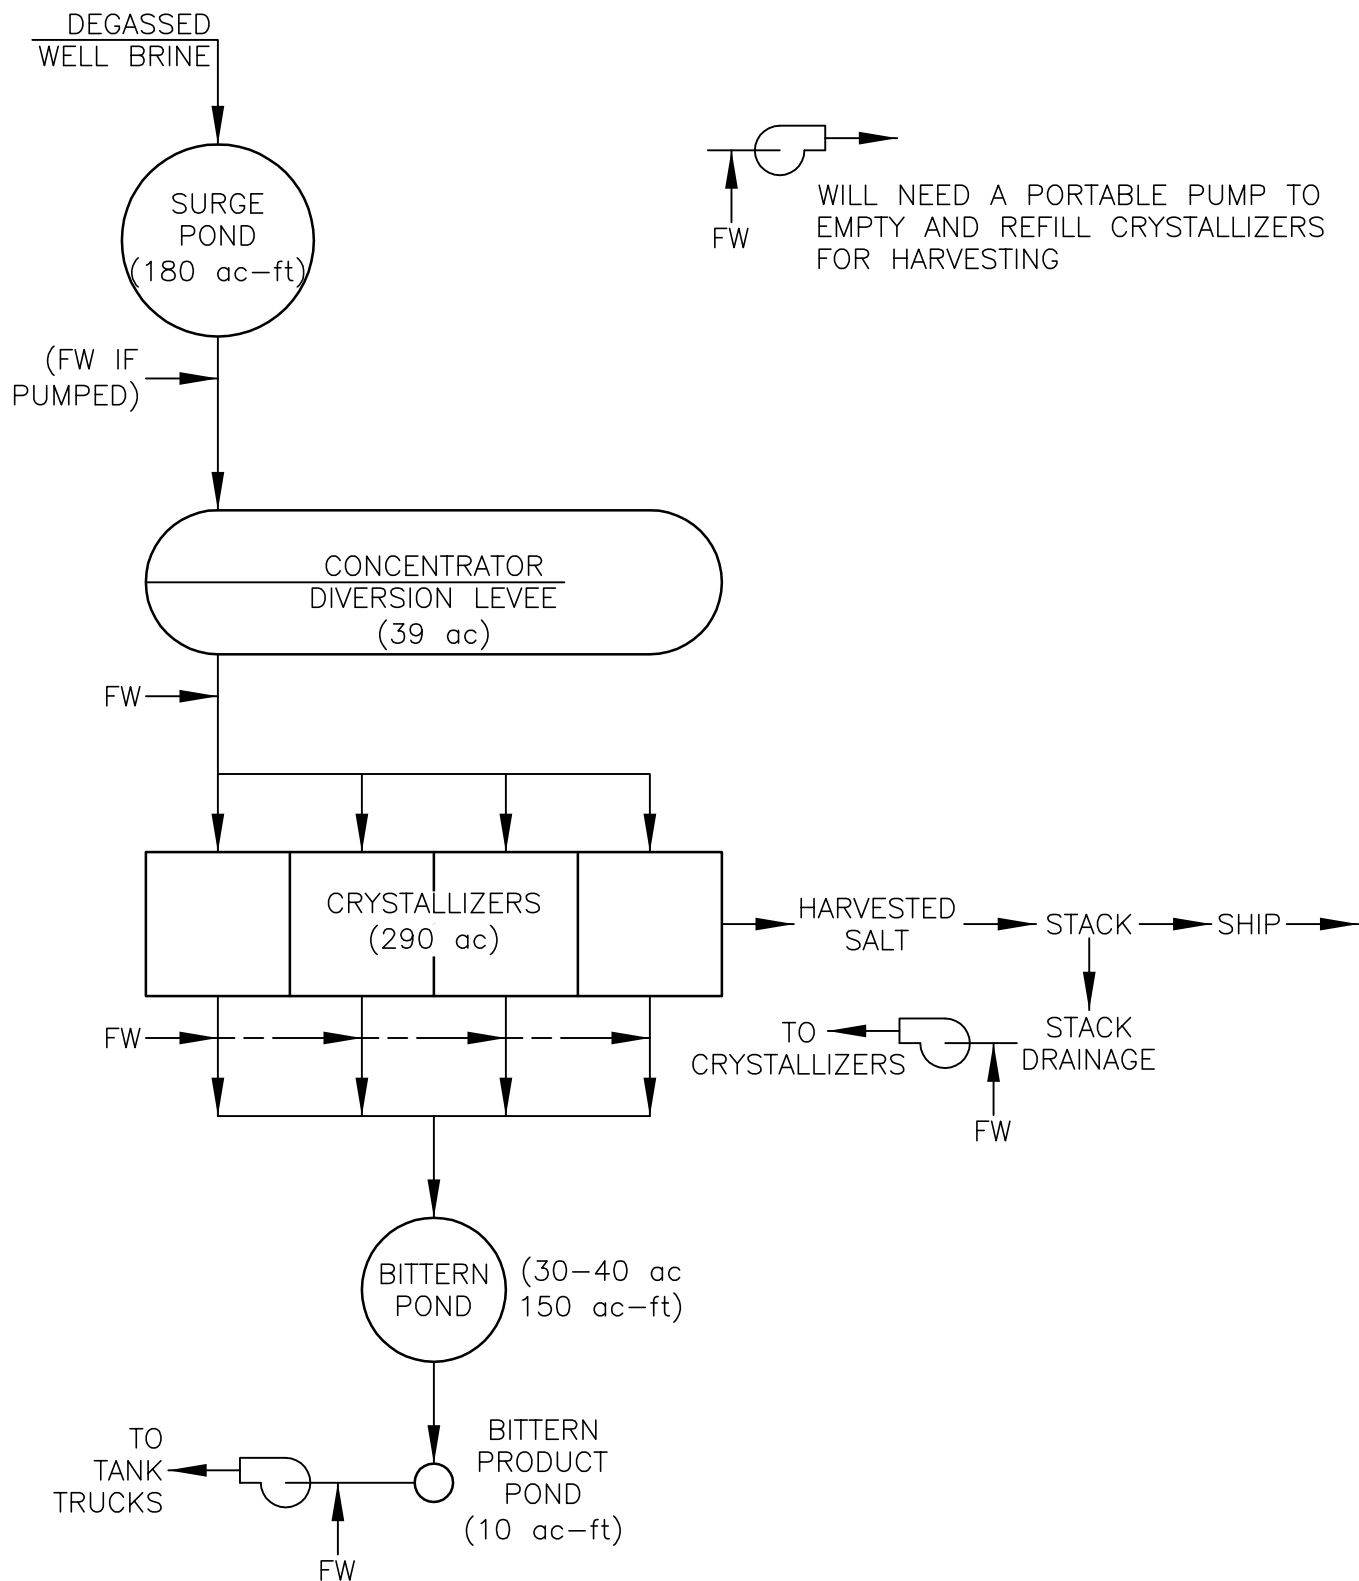 DEGASSED
WELL BRINE
SURGE
POND
(180 ac-ft)
WILL NEED A PORTABLE PUMP TO
EMPTY AND REFILL CRYSTALLIZERS
FOR HARVESTING
FW
(FW IF
PUMPED)
CONCENTRATOR
DIVERSION LEVEE
(39 ac)
FW
CRYSTALLIZERS
(290 ac)
HARVESTED
SALT
STACK
SHIP
FW
TO
CRYSTALLIZERS
STACK
DRAINAGE
FW
BITTERN
POND
(30-40 ac
150 ac-ft)
TO
TANK
TRUCKS
BITTERN
PRODUCT
POND
(10 ac-ft)
FW